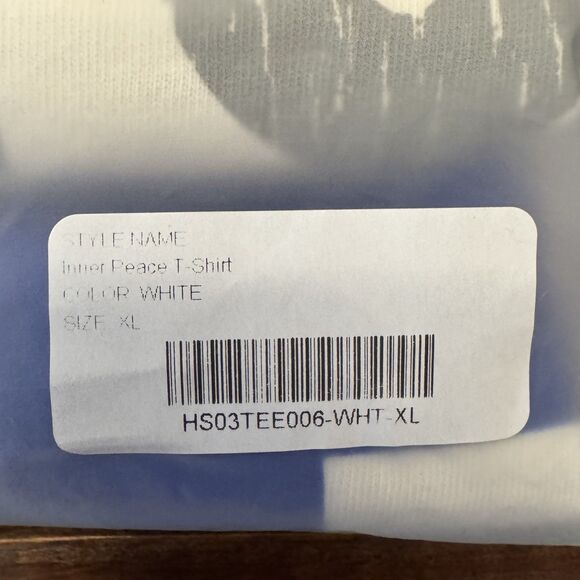 STYLE NAME
Inner Peace T-Shirt
COLOR WHITE
SIZE XL
HS03TEE006-WHT-XL